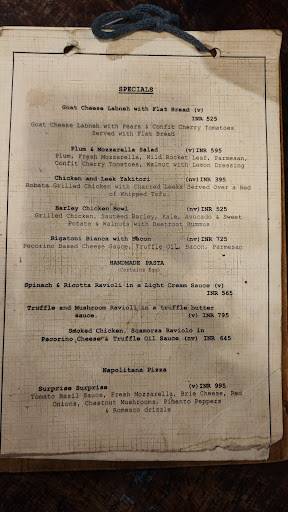 SPECIALS
Goat Cheese Labneh with Flat Bread (v)
INR 525
Goat Cheese Labneh with Pears & Confit Cherry Tomatoes
Served with Flat Bread
Plum & Mozzarella Salad (v)INR 595
Plum, Fresh Mozzarella, Wild Rocket Leaf, Parmesan,
Confit Cherry Tomatoes, Walnut with Lemon Dressing
Chicken and Leek Yakitori (nv)INR 395
Robata Grilled Chicken with Charred Leeks Served Over a Bed
of Whipped Tofu.
Barley Chicken Bowl (nv)INR 525
Grilled Chicken, Sauteed Barley, Kale, Avocado & Sweet
Potato & Walnuts with Beetroot Hummus
Rigatoni Bianca with Bacon (nv)INR 725
Pecorino Based Cheese Sauce, Truffle Oil, Bacon, Parmesan
HANDMADE PASTA
(Contains Egg)
Spinach & Ricotta Ravioli in a Light Cream Sauce (v)
INR 565
Truffle and Mushroom Ravioli in a truffle butter
sauce. (v) INR 795
Smoked Chicken, Scamorza Raviolo in
Pecorino Cheese & Truffle Oil Sauce (nv) INR 645
Napolitana Pizza
Surprise Surprise (v)INR 995
Tomato Basil Sauce, Fresh Mozzarella, Brie Cheese, Red
Onions, Chestnut Mushrooms, Pimento Peppers
& Romesco drizzle